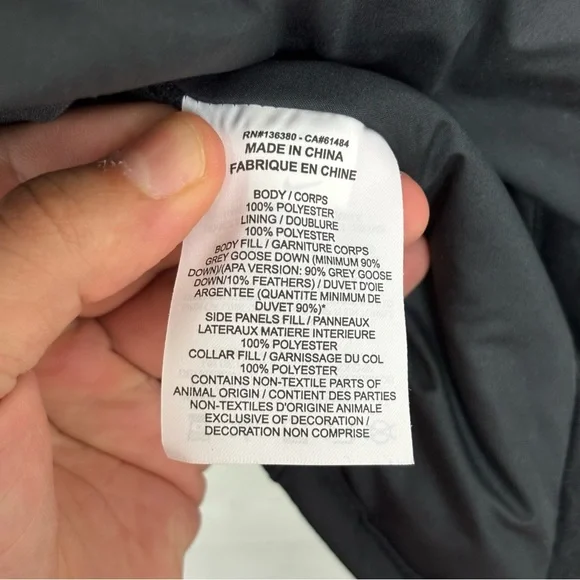 RN#136380 - CA#61484
MADE IN CHINA
FABRIQUE EN CHINE
BODY / CORPS
100% POLYESTER
LINING / DOUBLURE
100% POLYESTER
BODY FILL / GARNITURE CORPS
GREY GOOSE DOWN (MINIMUM 90%
DOWN)/(APA VERSION: 90% GREY GOOSE
DOWN/10% FEATHERS) / DUVET D'OIE
ARGENTEE (QUANTITE MINIMUM DE
DUVET 90%)*
SIDE PANELS FILL / PANNEAUX
LATERAUX MATIERE INTERIEURE
100% POLYESTER
COLLAR FILL / GARNISSAGE DU COL
100% POLYESTER
CONTAINS NON-TEXTILE PARTS OF
ANIMAL ORIGIN / CONTIENT DES PARTIES
NON-TEXTILES D'ORIGINE ANIMALE
EXCLUSIVE OF DECORATION /
DECORATION NON COMPRISE